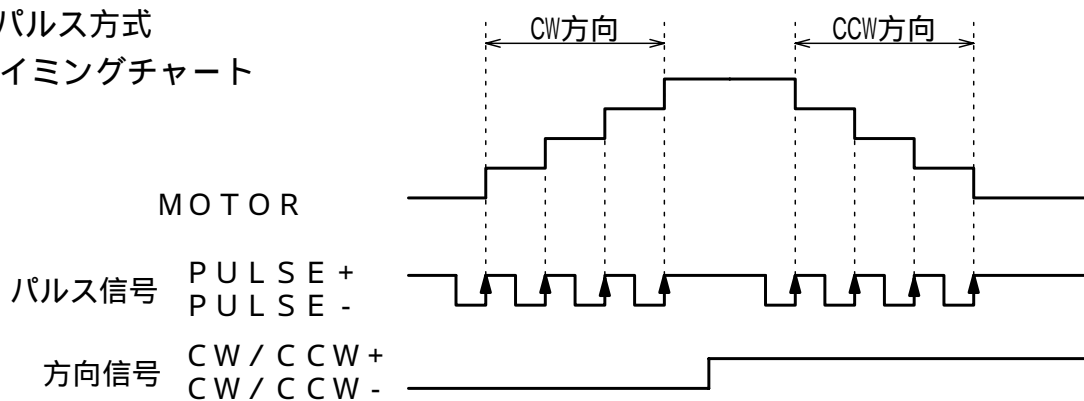 パルス方式
イミングチャート
CW方向
CCW方向
MOTOR
パルス信号
PULSE+
PULSE-
方向信号
CW/CCW+
CW/CCW-